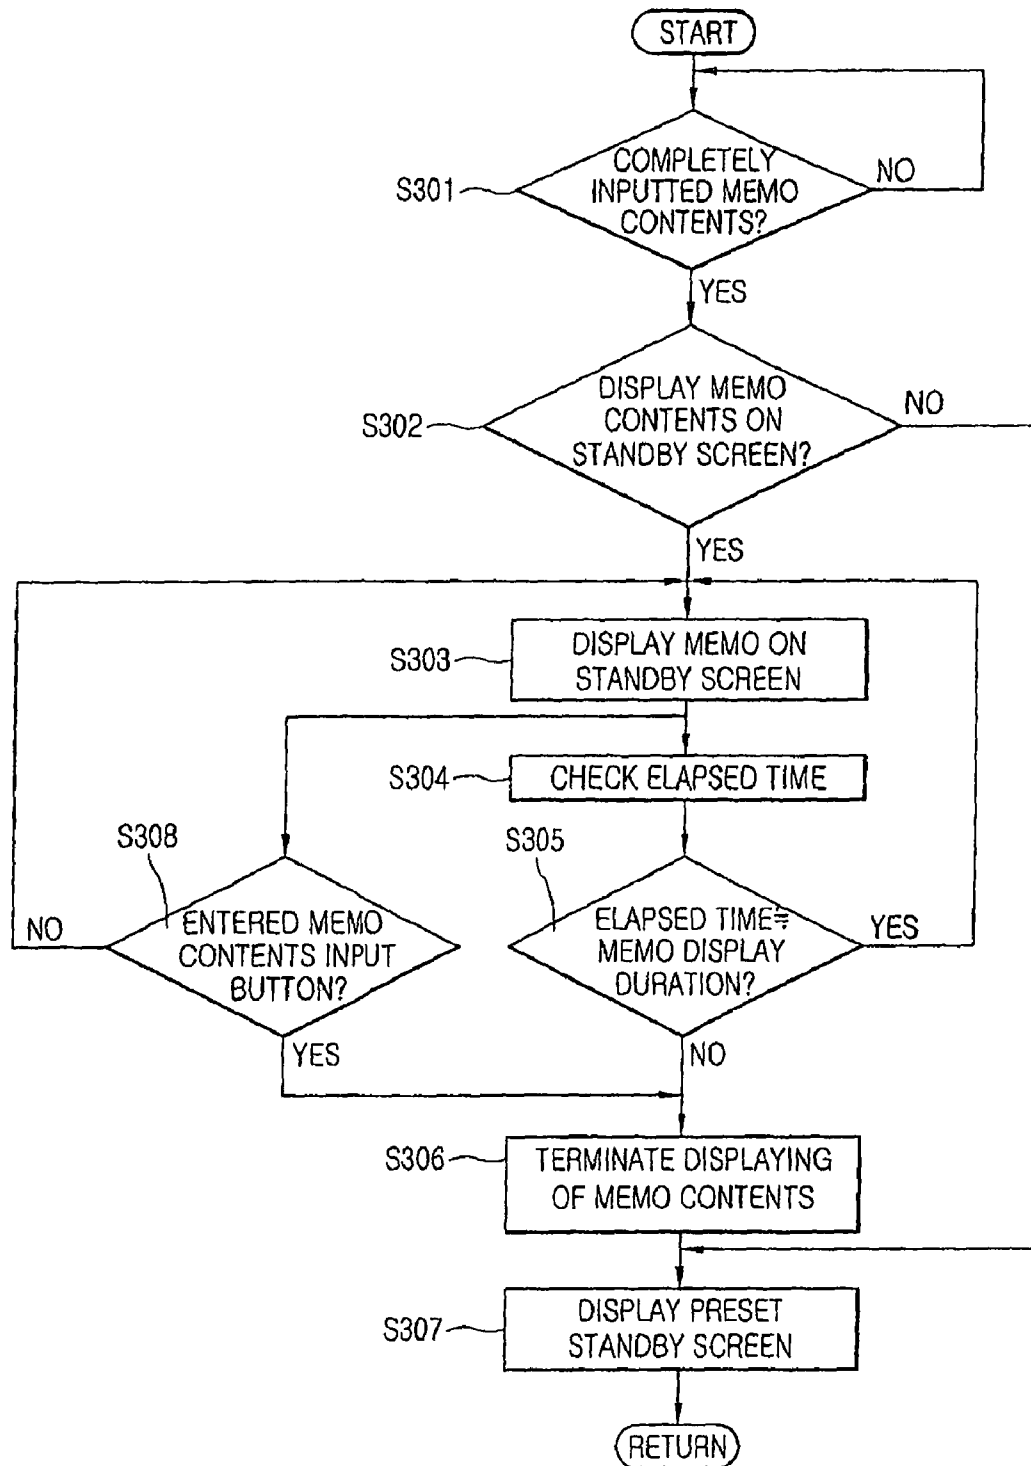 START
COMPLETELY
INPUTTED MEMO
CONTENTS?
NO
S301
YES
DISPLAY MEMO
CONTENTS ON
STANDBY SCREEN?
NO
S302
YES
DISPLAY MEMO ON
STANDBY SCREEN
S303
S304
CHECK ELAPSED TIME
S308
S305
NO
ENTERED MEMO
CONTENTS INPUT
BUTTON?
ELAPSED TIME≒
MEMO DISPLAY
DURATION?
YES
YES
NO
S306
TERMINATE DISPLAYING
OF MEMO CONTENTS
S307
DISPLAY PRESET
STANDBY SCREEN
RETURN